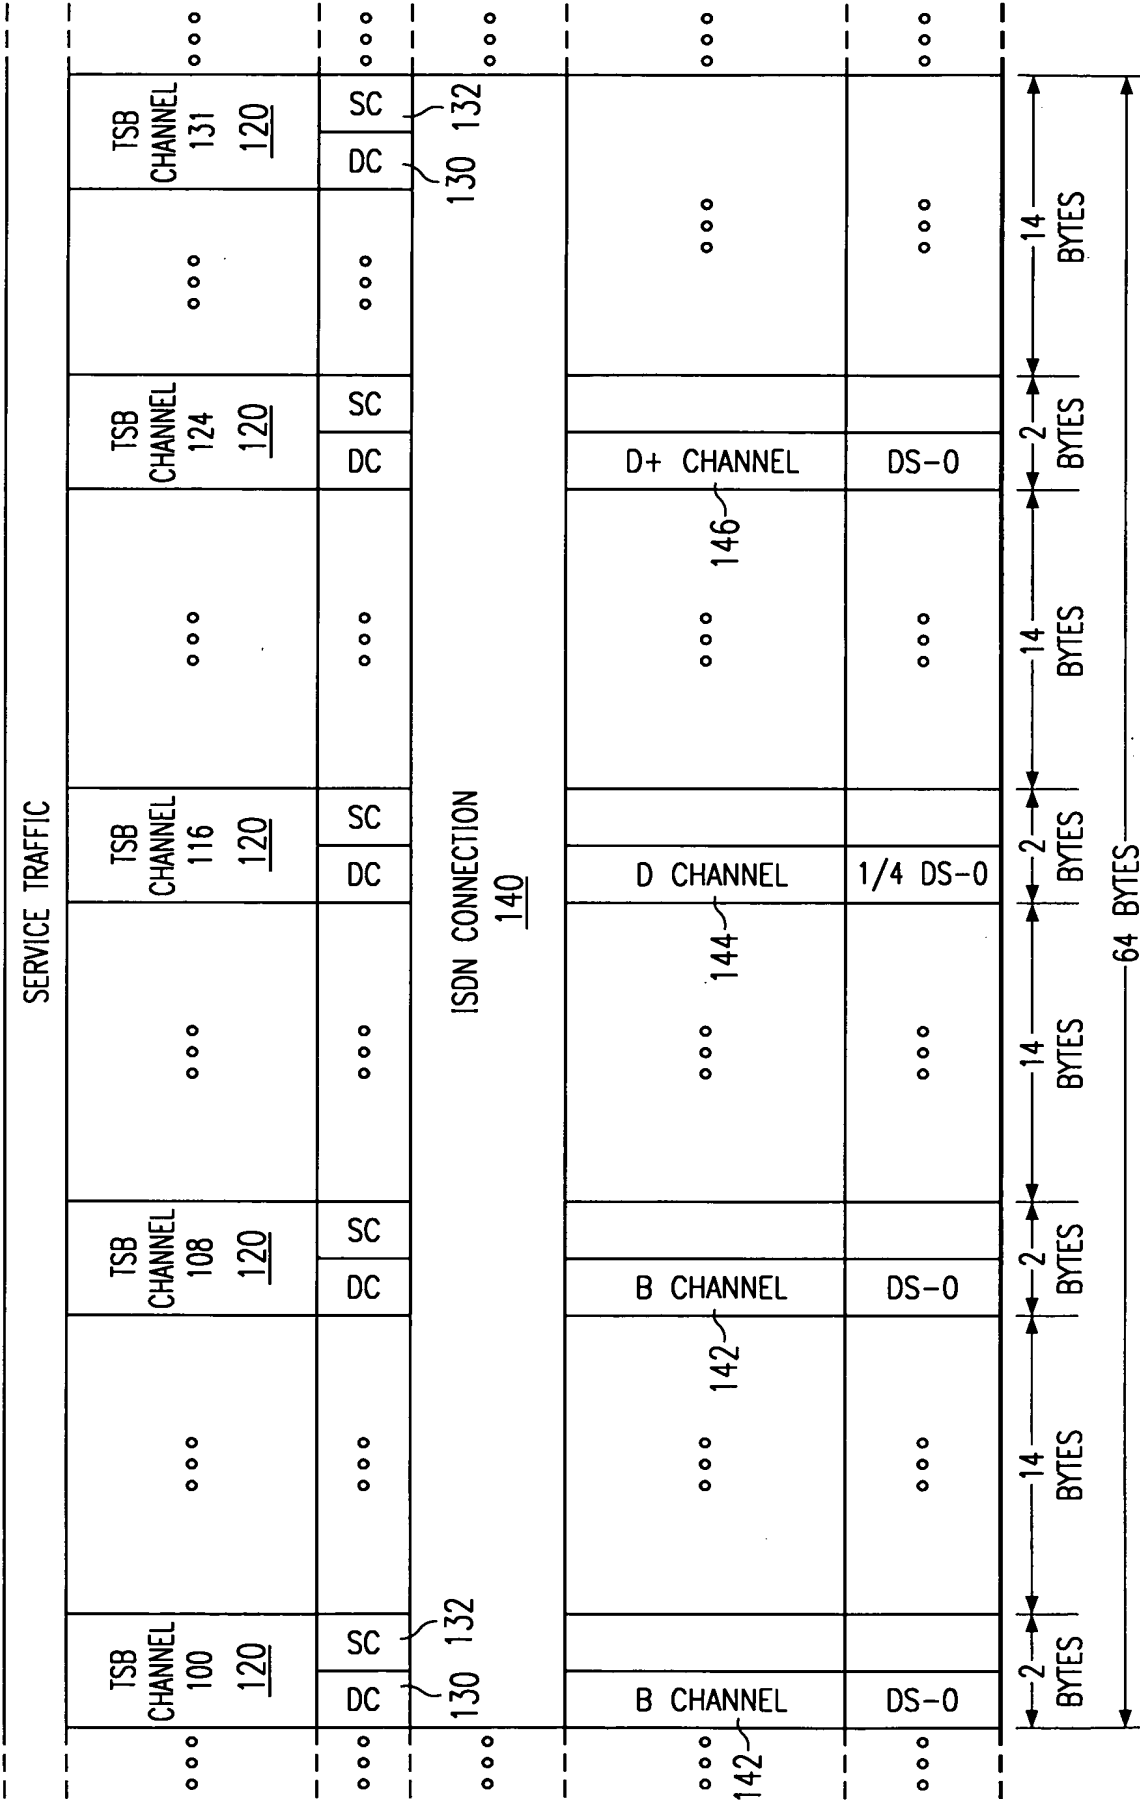 SERVICE TRAFFIC
TSB
CHANNEL
100
120
TSB
CHANNEL
108
120
TSB
CHANNEL
116
120
TSB
CHANNEL
124
120
TSB
CHANNEL
131
120
DC
SC
DC
SC
DC
SC
DC
SC
DC
SC
130
132
130
132
ISDN CONNECTION
140
B CHANNEL
B CHANNEL
D CHANNEL
D+ CHANNEL
142
142
144
146
DS-0
DS-0
1/4 DS-0
DS-0
2
BYTES
14
BYTES
2
BYTES
14
BYTES
2
BYTES
14
BYTES
2
BYTES
14
BYTES
64 BYTES